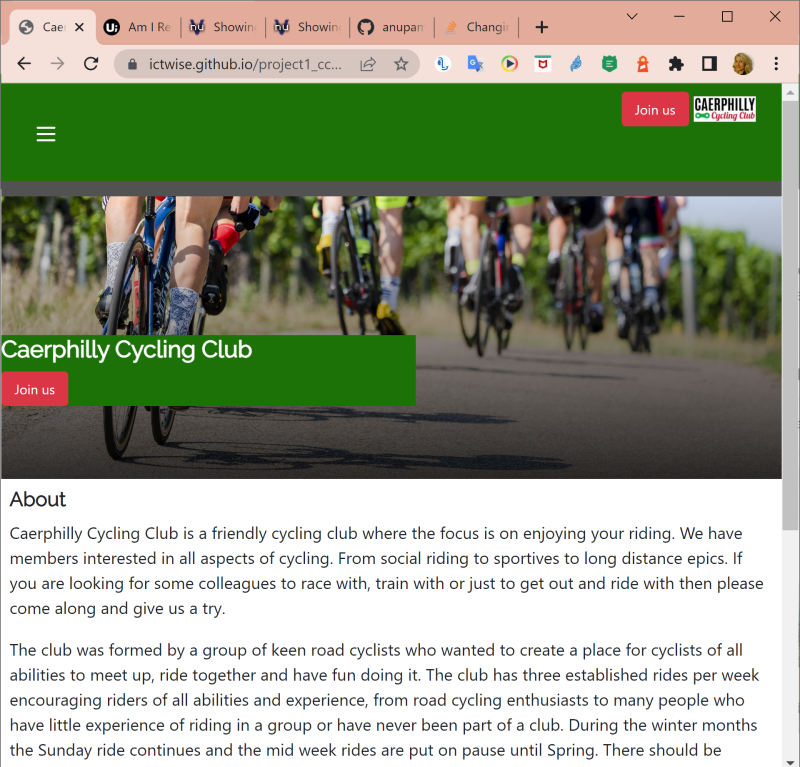 Cae
Am I Re
Showin
Showin
anupam
Changin
ictwise.github.io/project1_cc...
Join us
CAERPHILLY
Cycling Club
Caerphilly Cycling Club
Join us
About
Caerphilly Cycling Club is a friendly cycling club where the focus is on enjoying your riding. We have
members interested in all aspects of cycling. From social riding to sportives to long distance epics. If
you are looking for some colleagues to race with, train with or just to get out and ride with then please
come along and give us a try.
The club was formed by a group of keen road cyclists who wanted to create a place for cyclists of all
abilities to meet up, ride together and have fun doing it. The club has three established rides per week
encouraging riders of all abilities and experience, from road cycling enthusiasts to many people who
have little experience of riding in a group or have never been part of a club. During the winter months
the Sunday ride continues and the mid week rides are put on pause until Spring. There should be